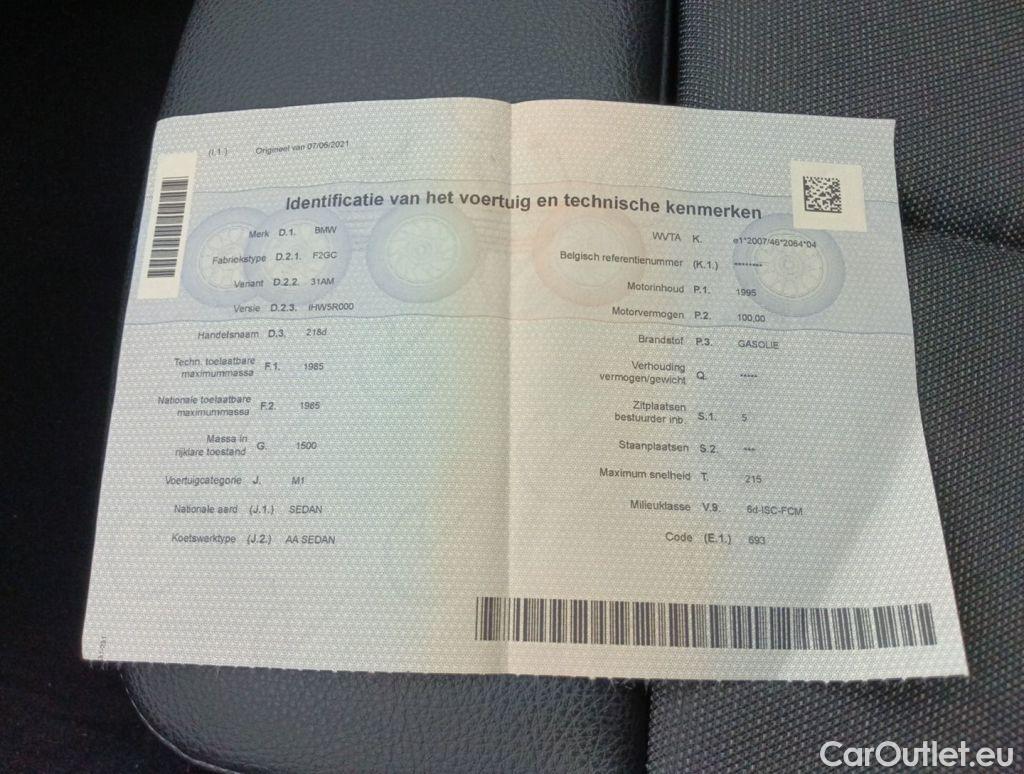 (I.1.) Origineel van 07/06/2021
Identificatie van het voertuig en technische kenmerken
Merk D.1. BMW
Fabriekstype D.2.1. F2GC
Variant D.2.2. 31AM
Versie D.2.3. IHW5R000
Handelsnaam D.3. 218d
Techn. toelaatbare
maximummassa F.1. 1985
Nationale toelaatbare
maximummassa F.2. 1985
Massa in
rijklare toestand G. 1500
Voertuigcategorie J. M1
Nationale aard (J.1.) SEDAN
Koetswerktype (J.2.) AA SEDAN
WVTA K. e1*2007/46*2064*04
Belgisch referentienummer (K.1.) ********
Motorinhoud P.1. 1995
Motorvermogen P.2. 100,00
Brandstof P.3. GASOLIE
Verhouding
vermogen/gewicht Q. *****
Zitplaatsen
bestuurder inb. S.1. 5
Staanplaatsen S.2. ***
Maximum snelheid T. 215
Milieuklasse V.9. 6d-ISC-FCM
Code (E.1.) 693
CarOutlet.eu